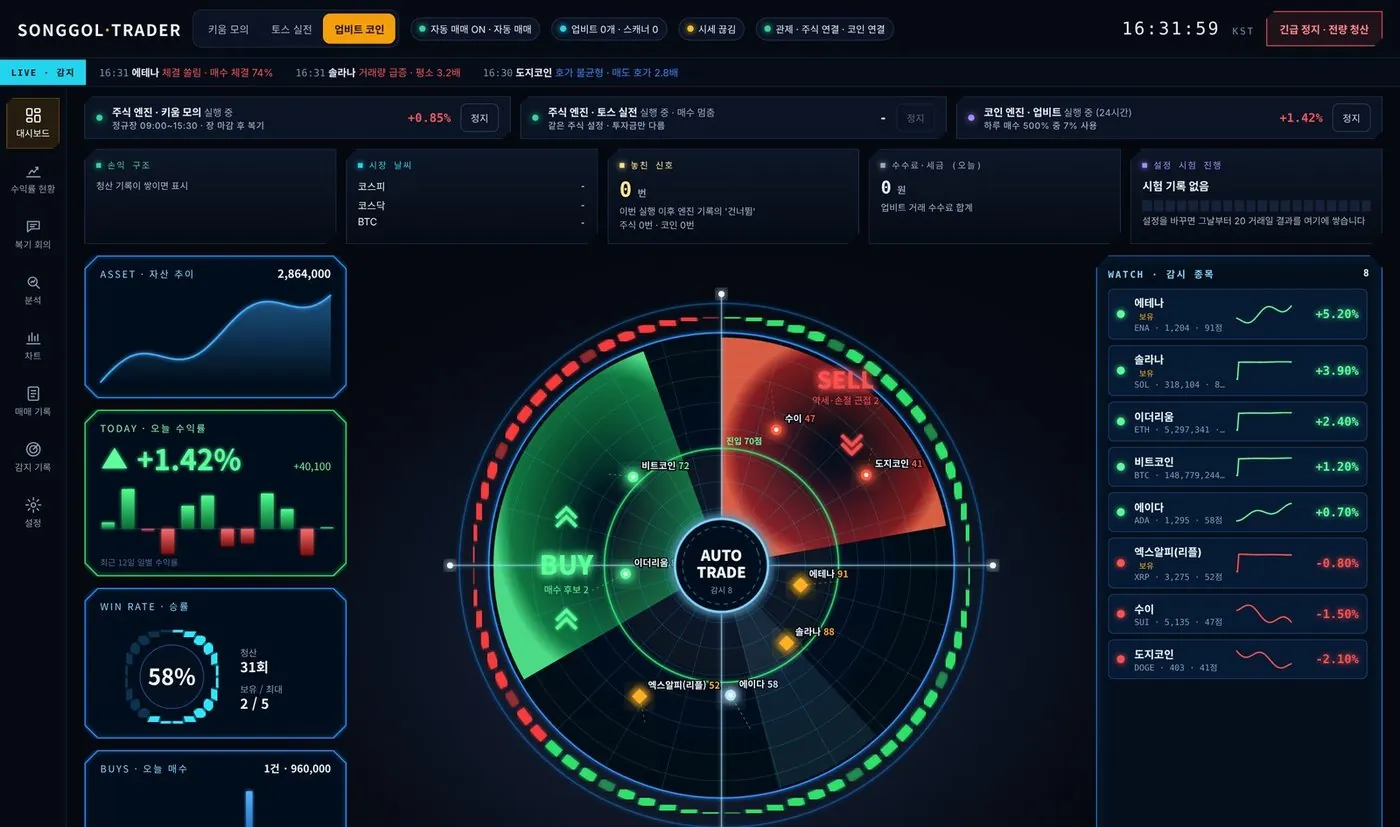 SONGGOL·TRADER
키움 모의 토스 실전 업비트 코인
자동 매매 ON · 자동 매매
업비트 0개 · 스캐너 0
시세 끊김
관제 · 주식 연결 · 코인 연결
16:31:59 KST
긴급 정지 · 전량 청산
LIVE · 감지
16:31 에테나 체결 쏠림 · 매수 체결 74%
16:31 솔라나 거래량 급증 · 평소 3.2배
16:30 도지코인 호가 불균형 · 매도 호가 2.8배
대시보드
수익률 현황
복기 회의
분석
차트
매매 기록
감지 기록
설정
주식 엔진 · 키움 모의 실행 중
정규장 09:00~15:30 · 장 마감 후 복기
+0.85%
정지
주식 엔진 · 토스 실전 실행 중 · 매수 멈춤
같은 주식 설정 · 투자금만 다름
-
정지
코인 엔진 · 업비트 실행 중 (24시간)
하루 매수 500% 중 7% 사용
+1.42%
정지
손익 구조
청산 기록이 쌓이면 표시
시장 날씨
코스피 -
코스닥 -
BTC -
놓친 신호
0 번
이번 실행 이후 엔진 기록의 '건너뜀'
주식 0번 · 코인 0번
수수료·세금 (오늘)
0 원
업비트 거래 수수료 합계
설정 시험 진행
시험 기록 없음
설정을 바꾸면 그날부터 20 거래일 결과를 여기에 쌓습니다
ASSET · 자산 추이
2,864,000
TODAY · 오늘 수익률
+1.42%
+40,100
최근 12일 일별 수익률
WIN RATE · 승률
58%
청산
31회
보유 / 최대
2 / 5
BUYS · 오늘 매수
1건 · 960,000
SELL
약세·손절 근접 2
수이 47
진입 70점
도지코인 41
비트코인 72
BUY
매수 후보 2
이더리움
AUTO
TRADE
감시 8
에테나 91
솔라나 88
엑스알피(리플) 52
에이다 58
WATCH · 감시 종목
8
에테나
보유
ENA · 1,204 · 91점
+5.20%
솔라나
보유
SOL · 318,104 · 8…
+3.90%
이더리움
ETH · 5,297,341 ·…
+2.40%
비트코인
BTC · 148,779,244…
+1.20%
에이다
ADA · 1,295 · 58점
+0.70%
엑스알피(리플)
보유
XRP · 3,275 · 52점
-0.80%
수이
SUI · 5,135 · 47점
-1.50%
도지코인
DOGE · 403 · 41점
-2.10%